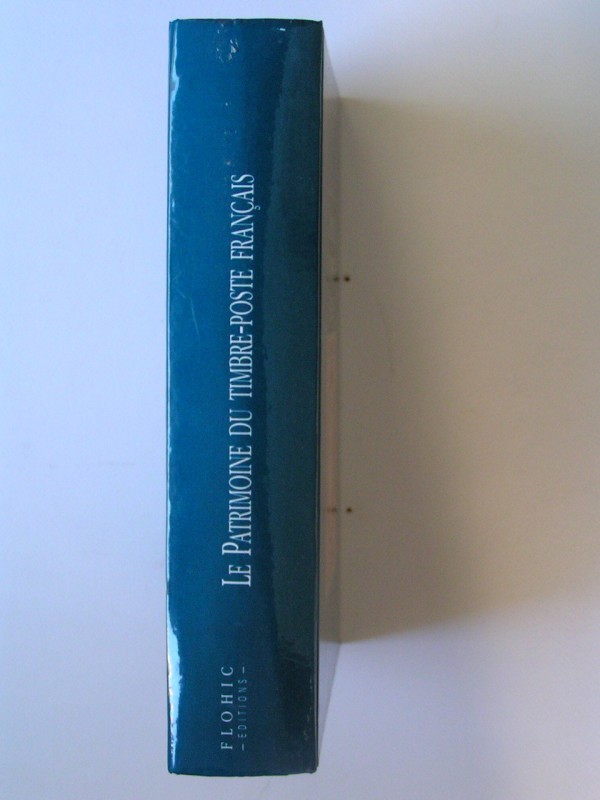 LE PATRIMOINE DU TIMBRE-POSTE FRANÇAIS
FLOHIC
– EDITIONS –